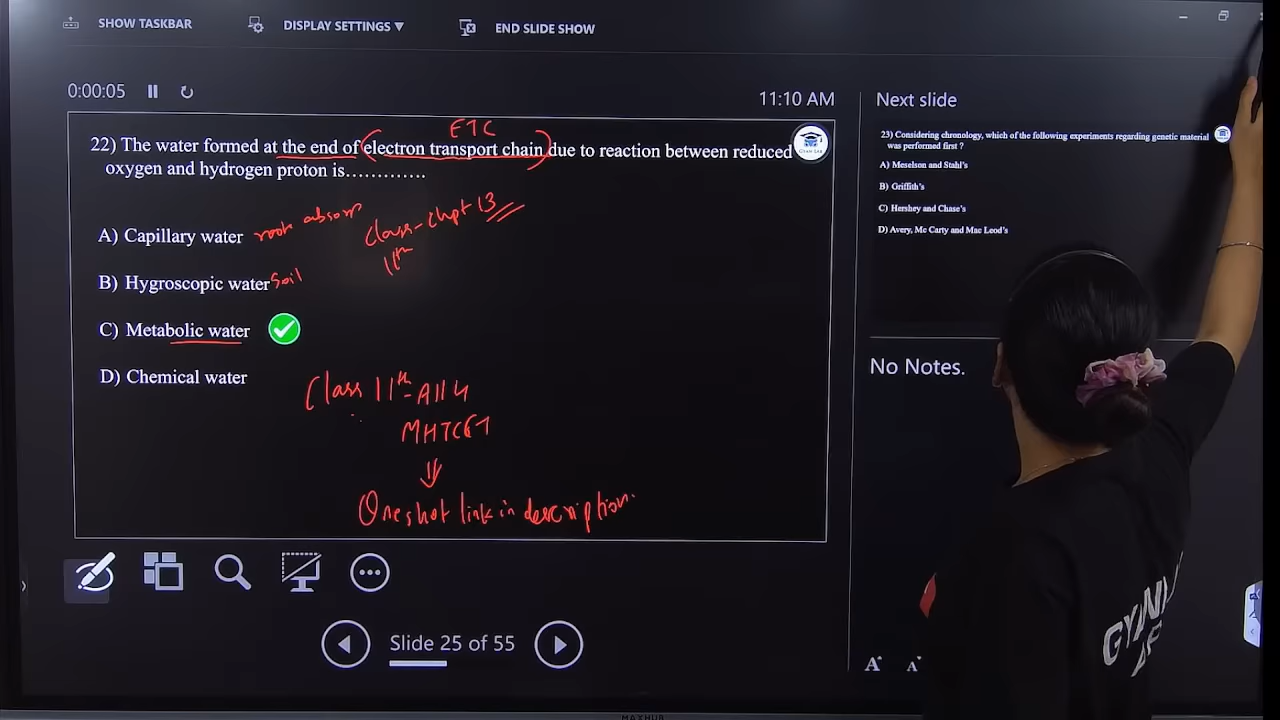 SHOW TASKBAR
DISPLAY SETTINGS ▼
END SLIDE SHOW
0:00:05
11:10 AM
ETC
22) The water formed at the end of electron transport chain due to reaction between reduced
oxygen and hydrogen proton is.............
A) Capillary water root absorp
Class - Chpt 13
11th
B) Hygroscopic water Soil
C) Metabolic water
D) Chemical water
Class 11th - All 4
MHTCET
One shot link in description.
Slide 25 of 55
Next slide
23) Considering chronology, which of the following experiments regarding genetic material
was performed first ?
A) Meselson and Stahl's
B) Griffith's
C) Hershey and Chase's
D) Avery, Mc Carty and Mac Leod's
No Notes.
A A
MAXHUB